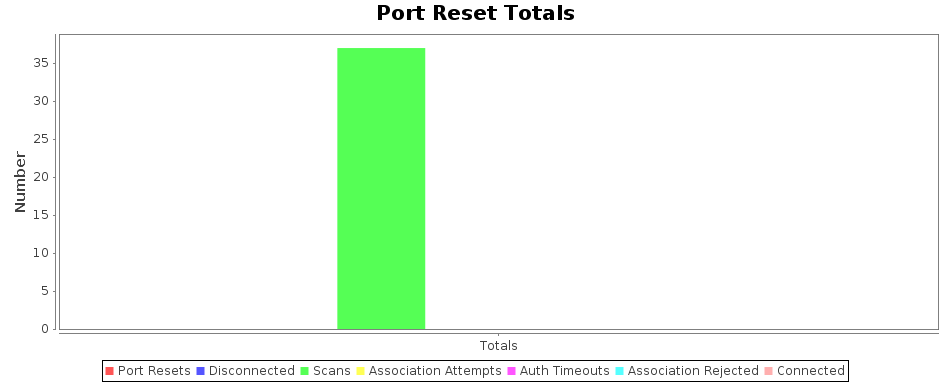 Port Reset Totals
Number
35
30
25
20
15
10
5
0
Totals
Port Resets Disconnected Scans Association Attempts Auth Timeouts Association Rejected Connected